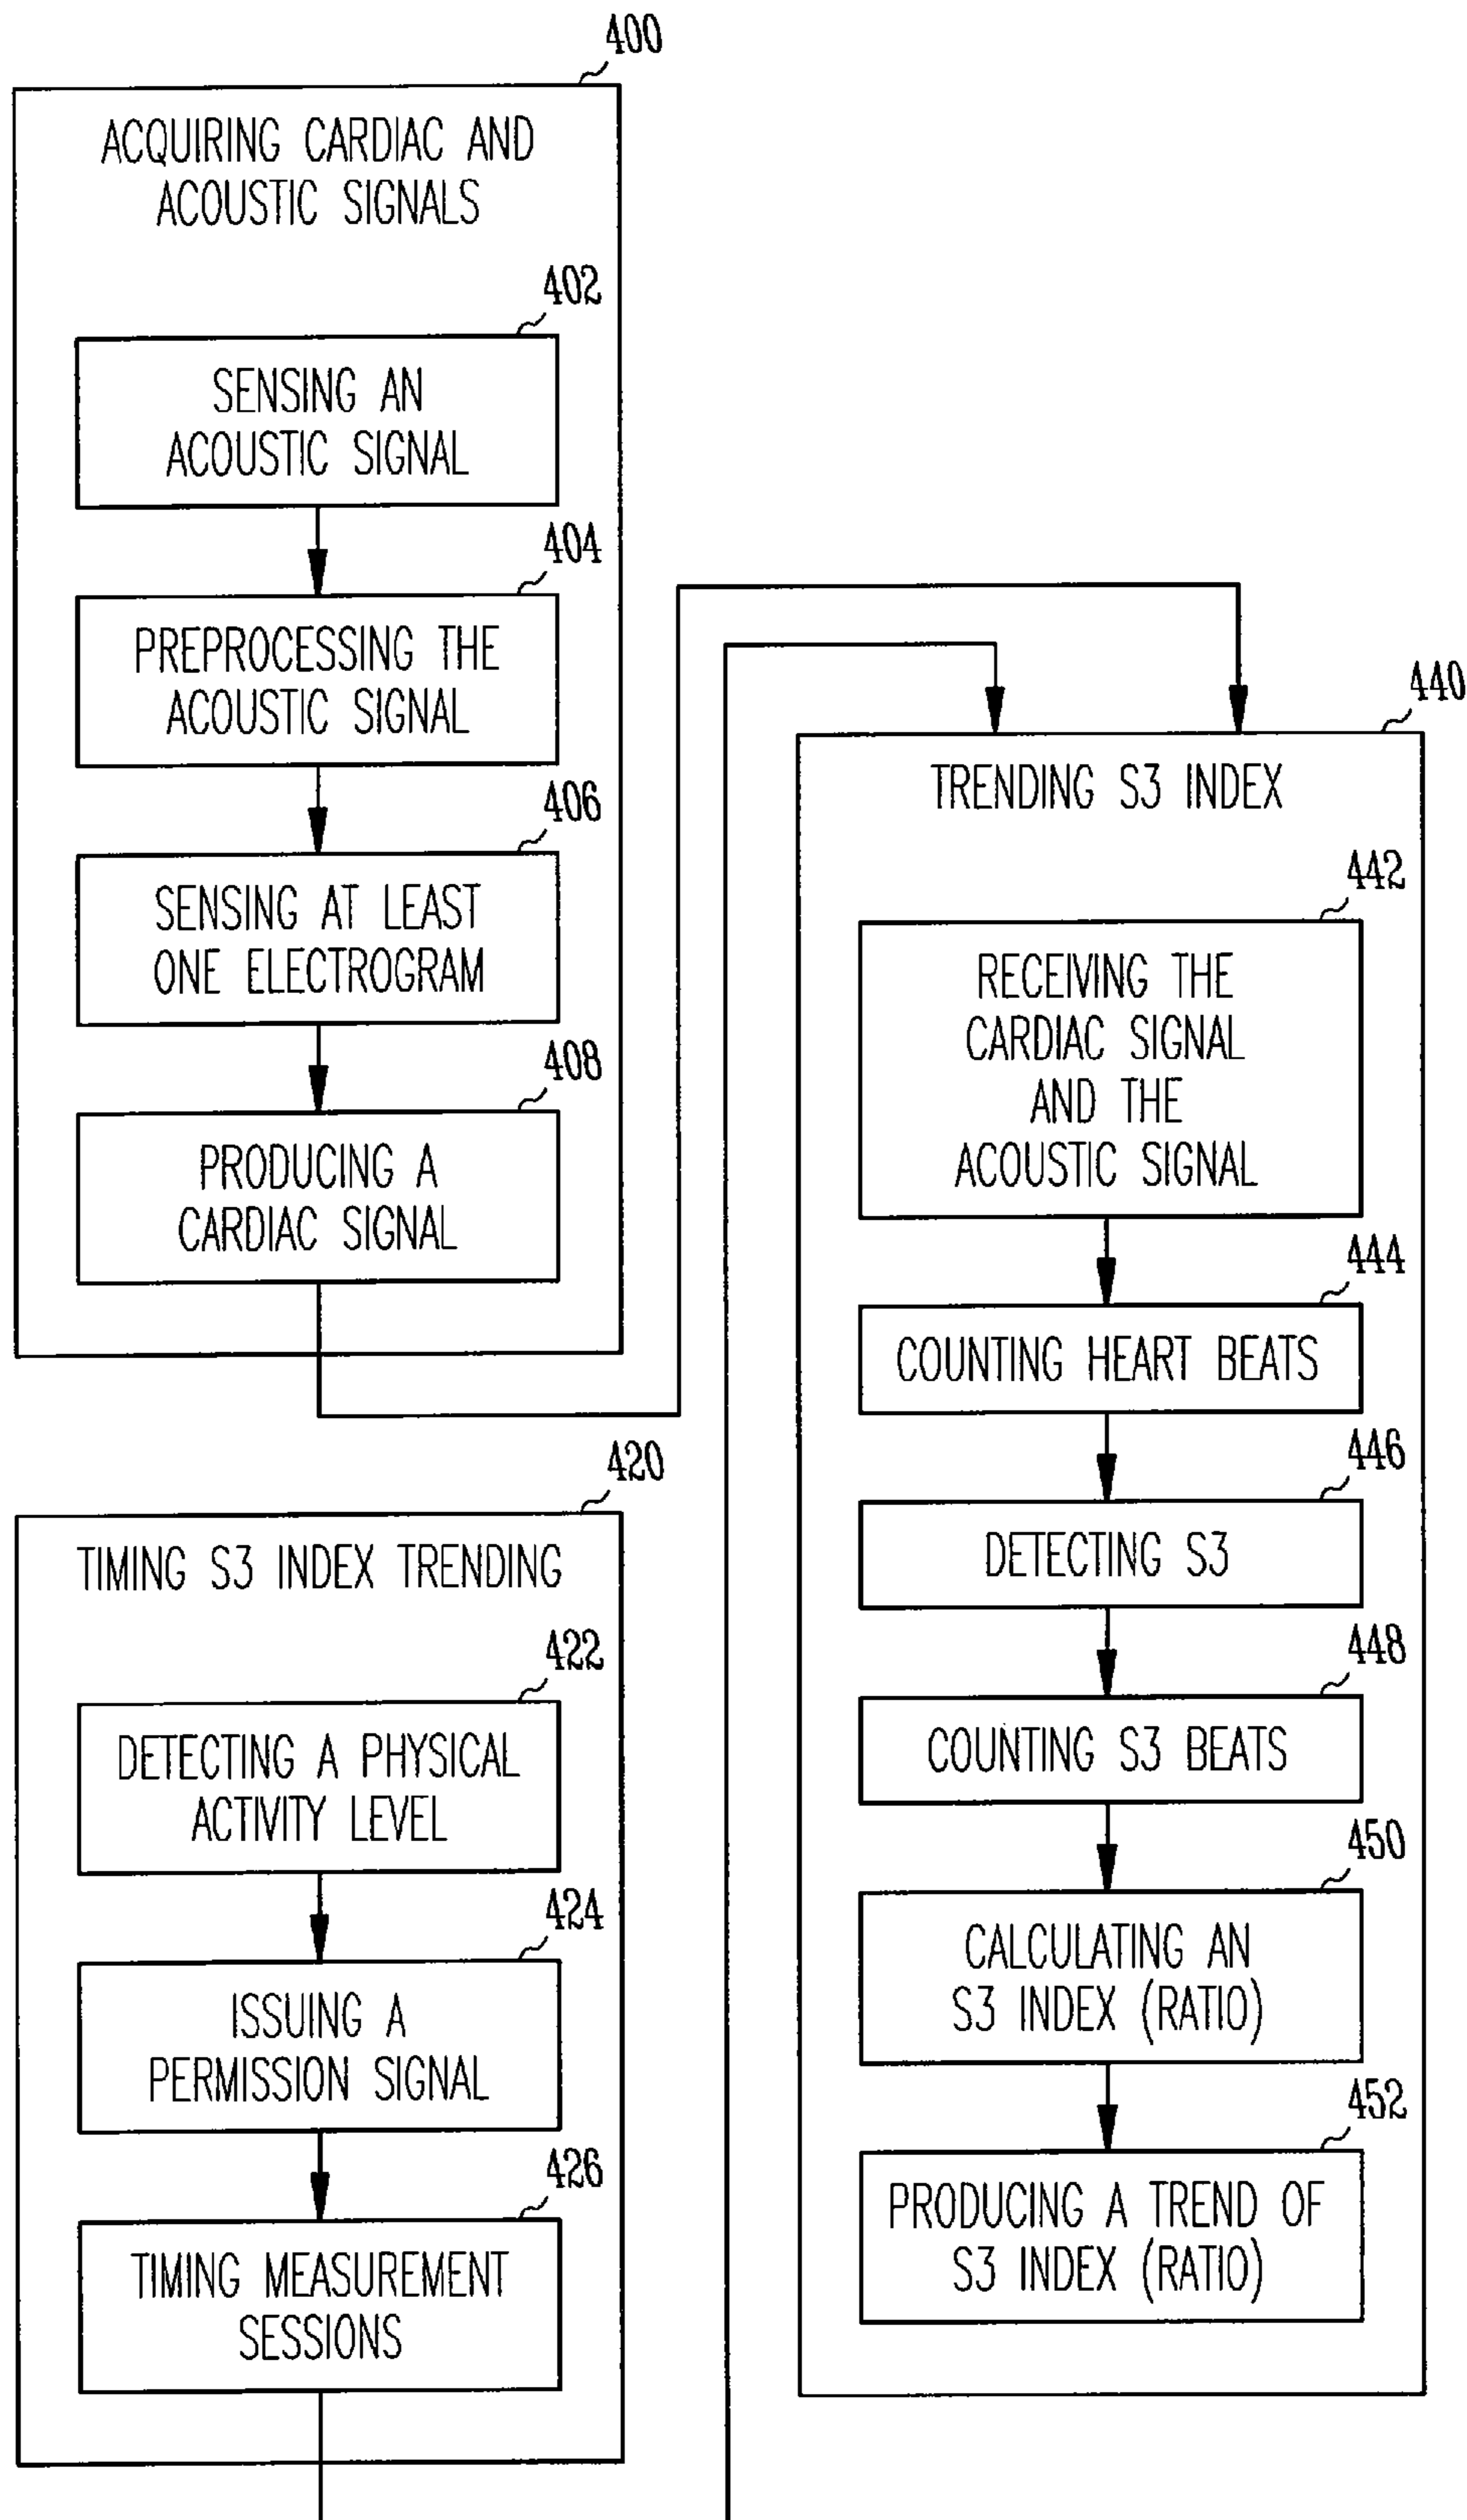 400
ACQUIRING CARDIAC AND
ACOUSTIC SIGNALS
402
SENSING AN
ACOUSTIC SIGNAL
404
PREPROCESSING THE
ACOUSTIC SIGNAL
406
SENSING AT LEAST
ONE ELECTROGRAM
408
PRODUCING A
CARDIAC SIGNAL
420
TIMING S3 INDEX TRENDING
422
DETECTING A PHYSICAL
ACTIVITY LEVEL
424
ISSUING A
PERMISSION SIGNAL
426
TIMING MEASUREMENT
SESSIONS
440
TRENDING S3 INDEX
442
RECEIVING THE
CARDIAC SIGNAL
AND THE
ACOUSTIC SIGNAL
444
COUNTING HEART BEATS
446
DETECTING S3
448
COUNTING S3 BEATS
450
CALCULATING AN
S3 INDEX (RATIO)
452
PRODUCING A TREND OF
S3 INDEX (RATIO)